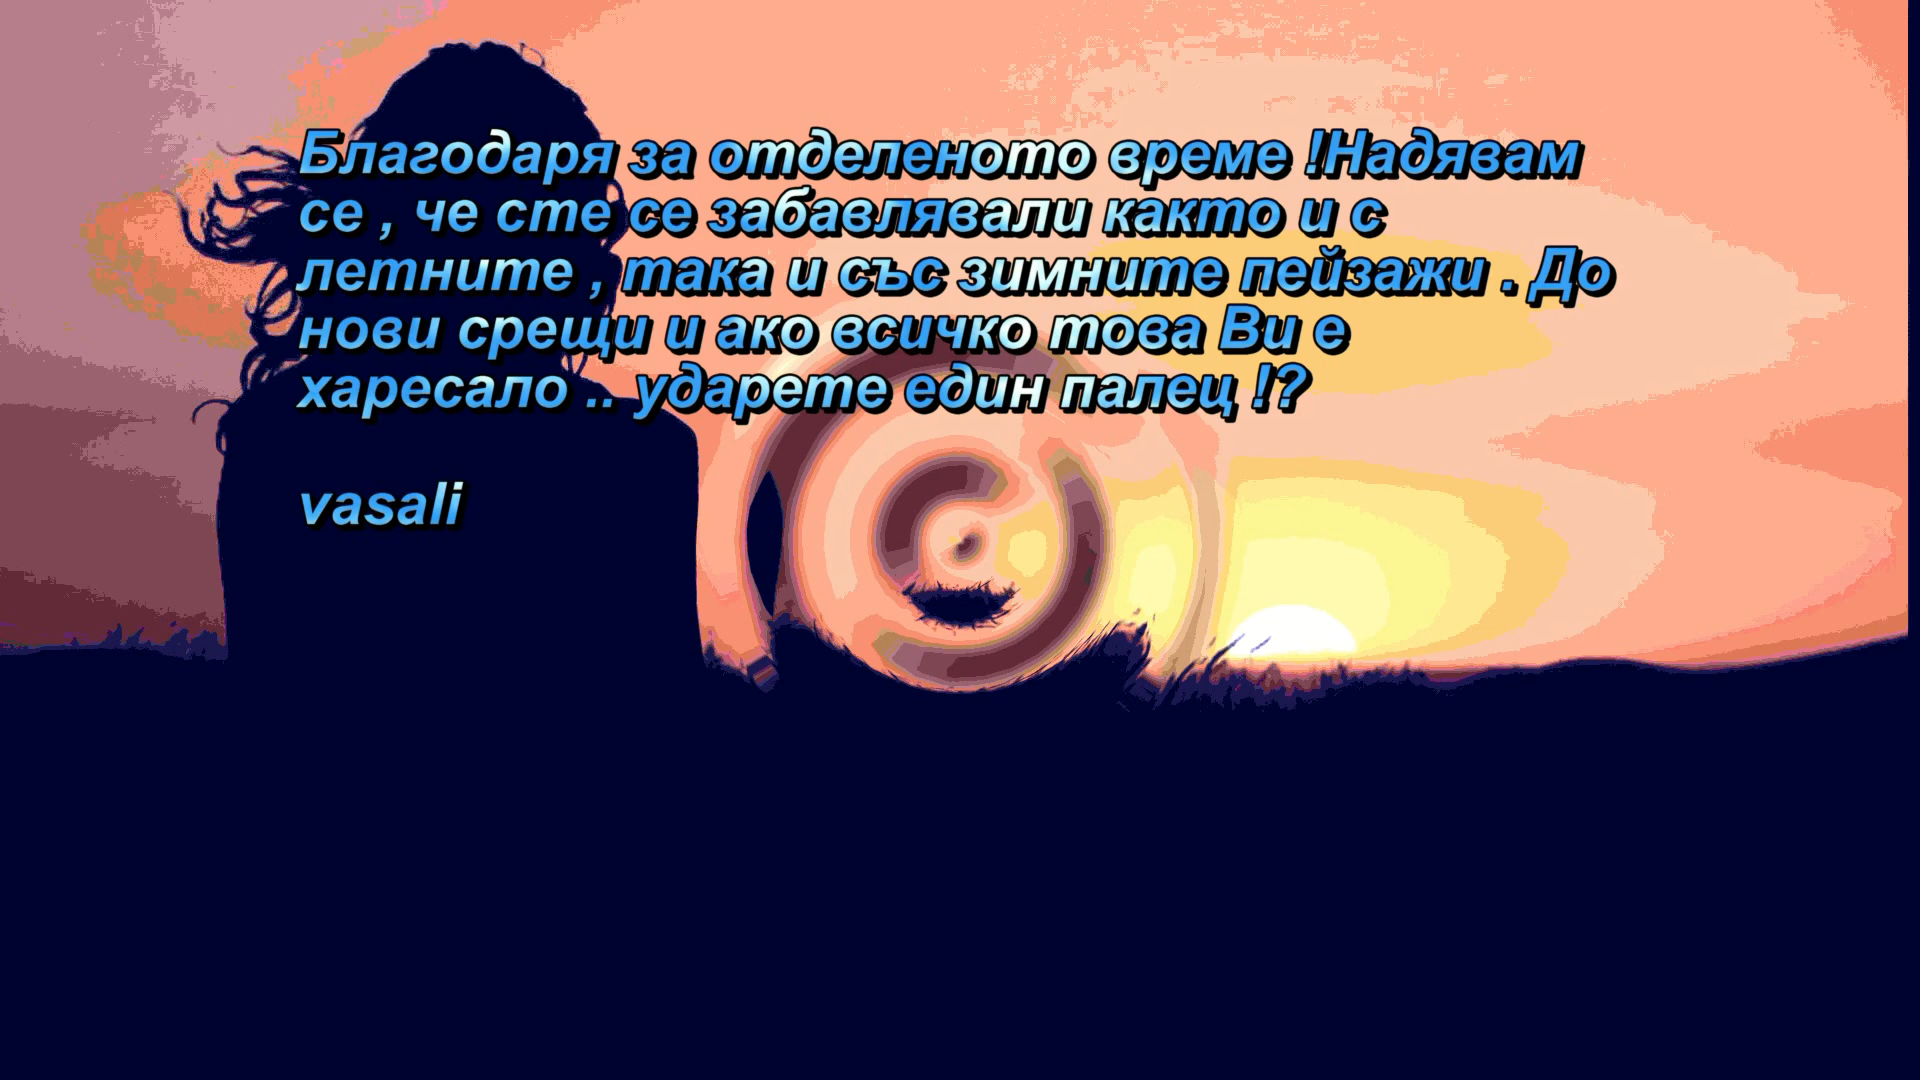 Благодаря за отделеното време !Надявам
се , че сте се забавлявали както и с
летните , така и със зимните пейзажи . До
нови срещи и ако всичко това Ви е
харесало .. ударете един палец !?
vasali